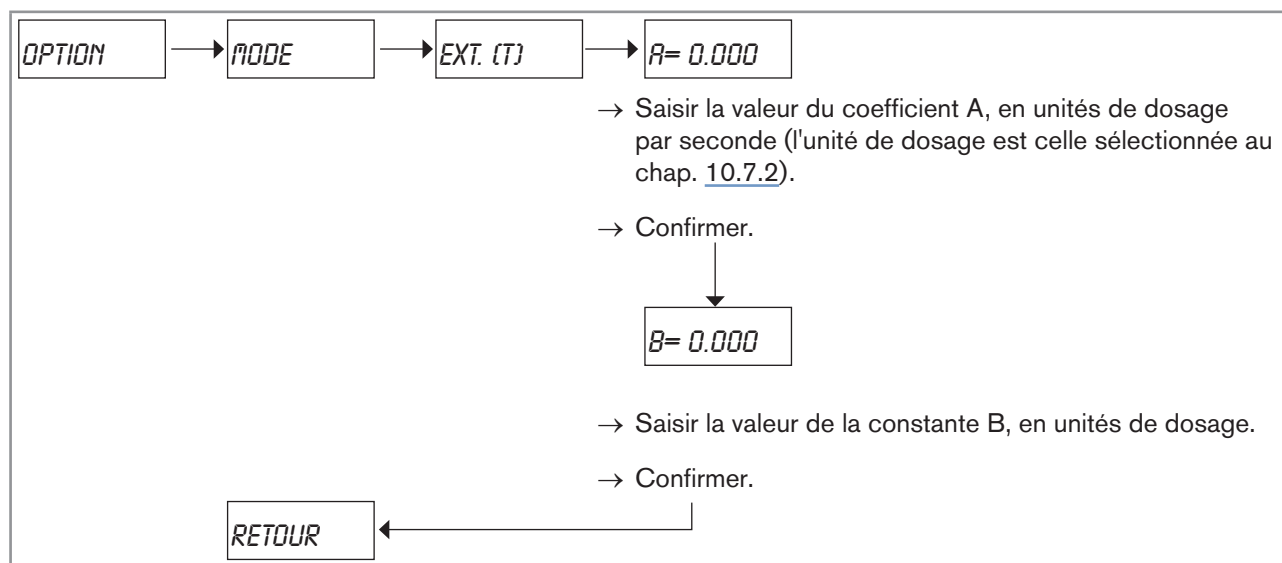 OPTION
MODE
EXT. (T)
A= 0.000
→ Saisir la valeur du coefficient A, en unités de dosage
par seconde (l'unité de dosage est celle sélectionnée au
chap. 10.7.2).
→ Confirmer.
B= 0.000
→ Saisir la valeur de la constante B, en unités de dosage.
→ Confirmer.
RETOUR